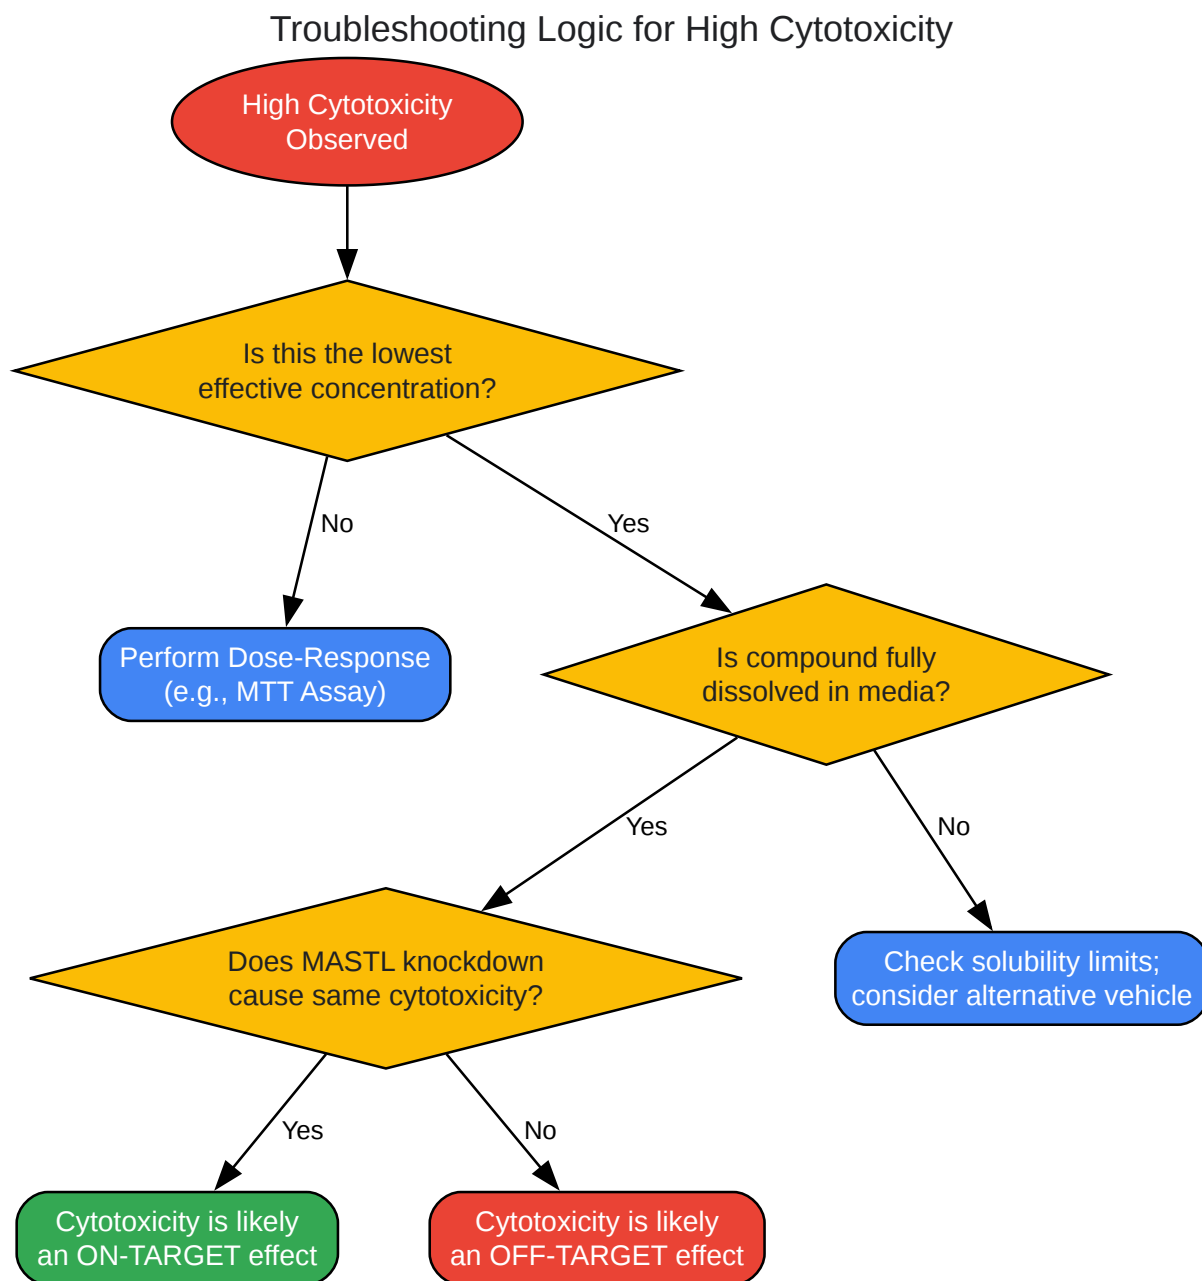 Troubleshooting Logic for High Cytotoxicity
High Cytotoxicity
Observed
Is this the lowest
effective concentration?
No
Yes
Perform Dose-Response
(e.g., MTT Assay)
Is compound fully
dissolved in media?
Yes
No
Does MASTL knockdown
cause same cytotoxicity?
Check solubility limits;
consider alternative vehicle
Yes
No
Cytotoxicity is likely
an ON-TARGET effect
Cytotoxicity is likely
an OFF-TARGET effect